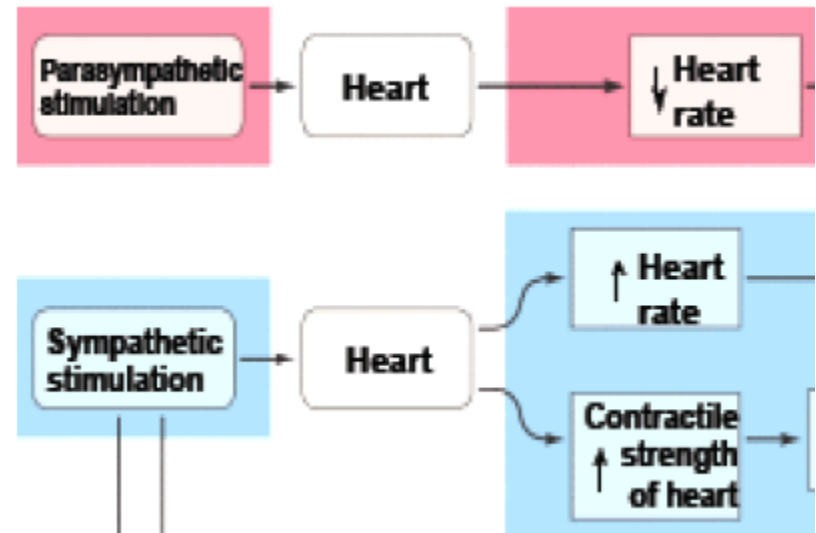 Parasympathetic
stimulation
Heart
↓ Heart
rate
Sympathetic
stimulation
Heart
↑ Heart
rate
Contractile
↑ strength
of heart